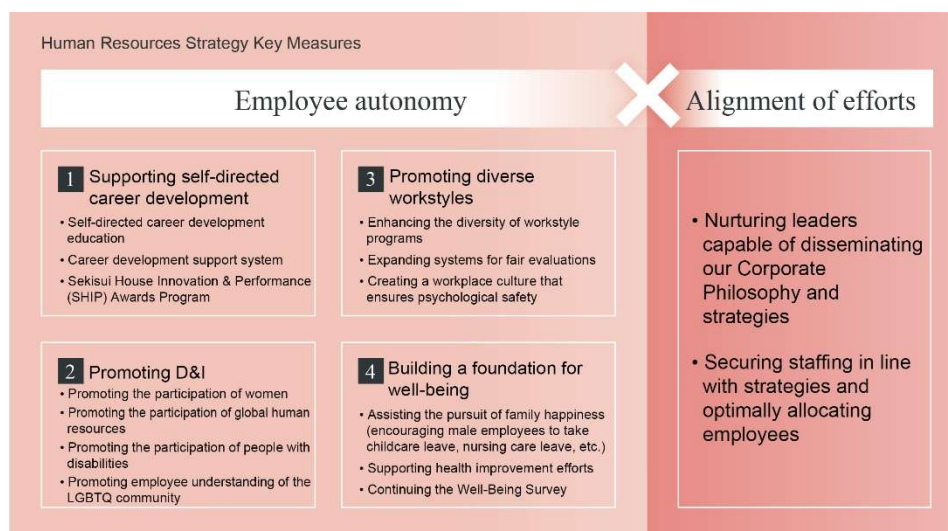 Human Resources Strategy Key Measures
Employee autonomy
Alignment of efforts
1 Supporting self-directed
career development
• Self-directed career development
education
• Career development support system
• Sekisui House Innovation & Performance
(SHIP) Awards Program
2 Promoting D&I
• Promoting the participation of women
• Promoting the participation of global human
resources
• Promoting the participation of people with
disabilities
• Promoting employee understanding of the
LGBTQ community
3 Promoting diverse
workstyles
• Enhancing the diversity of workstyle
programs
• Expanding systems for fair evaluations
• Creating a workplace culture that
ensures psychological safety
4 Building a foundation for
well-being
• Assisting the pursuit of family happiness
(encouraging male employees to take
childcare leave, nursing care leave, etc.)
• Supporting health improvement efforts
• Continuing the Well-Being Survey
• Nurturing leaders
capable of disseminating
our Corporate
Philosophy and
strategies
• Securing staffing in line
with strategies and
optimally allocating
employees